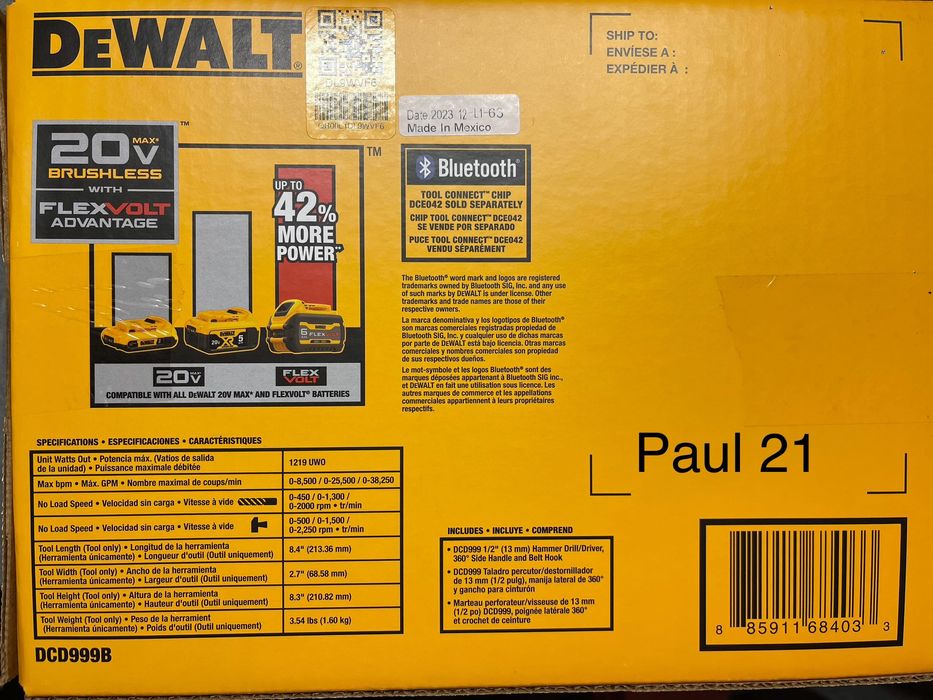 DEWALT®
DL9WVF6
QR00L1DL9WVF6
Date 2023 12-L1-6S
Made In Mexico
SHIP TO:
ENVÍESE A :
EXPÉDIER À :
™
20V MAX*
BRUSHLESS
WITH
FLEXVOLT
ADVANTAGE
TM
UP TO
42%
MORE
POWER**
DEWALT
20V XR 5
6 FLEX
20V MAX*
FLEX
VOLT
COMPATIBLE WITH ALL DEWALT 20V MAX* AND FLEXVOLT® BATTERIES
Bluetooth®
TOOL CONNECT™ CHIP
DCE042 SOLD SEPARATELY
CHIP TOOL CONNECT™ DCE042
SE VENDE POR SEPARADO
PUCE TOOL CONNECT™ DCE042
VENDU SÉPARÉMENT
The Bluetooth® word mark and logos are registered
trademarks owned by Bluetooth SIG, Inc. and any use
of such marks by DEWALT is under license. Other
trademarks and trade names are those of their
respective owners.
La marca denominativa y los logotipos de Bluetooth®
son marcas comerciales registradas propiedad de
Bluetooth SIG, Inc. y cualquier uso de dichas marcas
por parte de DEWALT está bajo licencia. Otras marcas
comerciales y nombres comerciales son propiedad
de sus respectivos dueños.
Le mot-symbole et les logos Bluetooth® sont des
marques déposées appartenant à Bluetooth SIG inc.,
et DEWALT en fait une utilisation sous licence. Les
autres marques de commerce et les appellations
commerciales appartiennent à leurs propriétaires
respectifs.
Paul 21
SPECIFICATIONS • ESPECIFICACIONES • CARACTÉRISTIQUES
Unit Watts Out • Potencia máx. (Vatios de salida
de la unidad) • Puissance maximale débitée
1219 UWO
Max bpm • Máx. GPM • Nombre maximal de coups/min
0-8,500 / 0-25,500 / 0-38,250
No Load Speed • Velocidad sin carga • Vitesse à vide
0-450 / 0-1,300 /
0-2000 rpm • tr/min
No Load Speed • Velocidad sin carga • Vitesse à vide
0-500 / 0-1,500 /
0-2,250 rpm • tr/min
Tool Length (Tool only) • Longitud de la herramienta
(Herramienta únicamente) • Longueur d'outil (Outil uniquement)
8.4" (213.36 mm)
Tool Width (Tool only) • Ancho de la herramienta
(Herramienta únicamente) • Largeur d'outil (Outil uniquement)
2.7" (68.58 mm)
Tool Height (Tool only) • Altura de la herramienta
(Herramienta únicamente) • Hauteur d'outil (Outil uniquement)
8.3" (210.82 mm)
Tool Weight (Tool only) • Peso de la herramienta
(Herramienta únicamente) • Poids d'outil (Outil uniquement)
3.54 lbs (1.60 kg)
DCD999B
INCLUDES • INCLUYE • COMPREND
• DCD999 1/2" (13 mm) Hammer Drill/Driver,
360° Side Handle and Belt Hook
• DCD999 Taladro percutor/destornillador
de 13 mm (1/2 pulg), manija lateral de 360°
y gancho para cinturón
• Marteau perforateur/visseuse de 13 mm
(1/2 po) DCD999, poignée latérale 360°
et crochet de ceinture
8 85911 68403 3